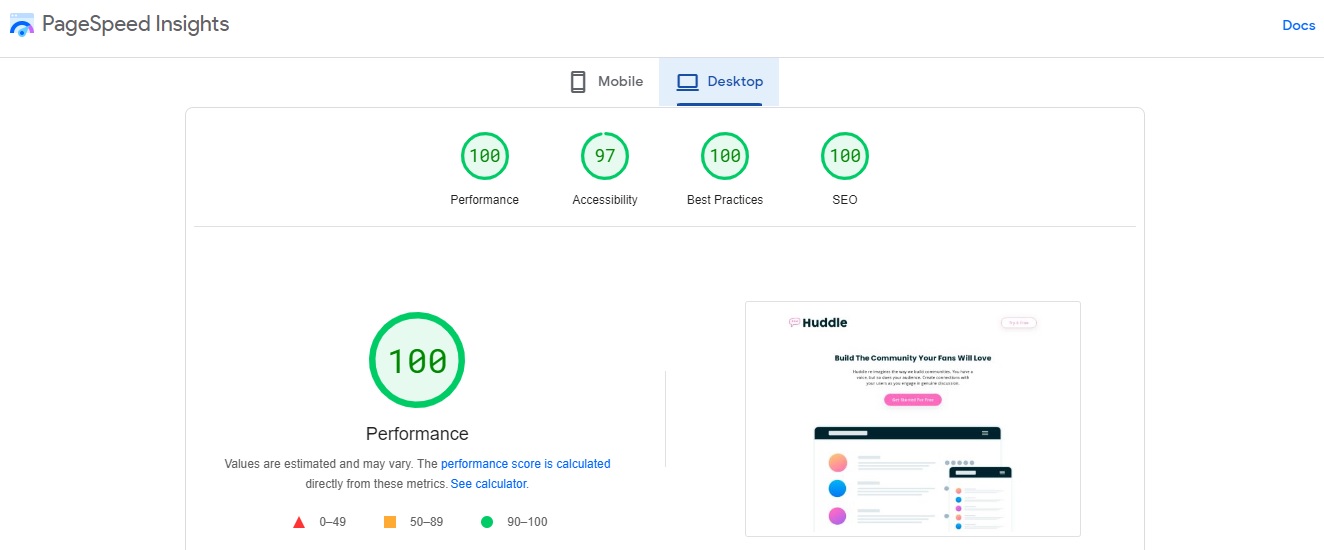 PageSpeed Insights
Docs
Mobile
Desktop
100
97
100
100
Performance
Accessibility
Best Practices
SEO
100
Performance
Values are estimated and may vary. The performance score is calculated
directly from these metrics. See calculator.
0–49
50–89
90–100
Huddle
Try It Free
Build The Community Your Fans Will Love
Huddle re-imagines the way we build communities. You have a
voice, but so does your audience. Create connections with
your users as you engage in genuine discussion.
Get Started For Free